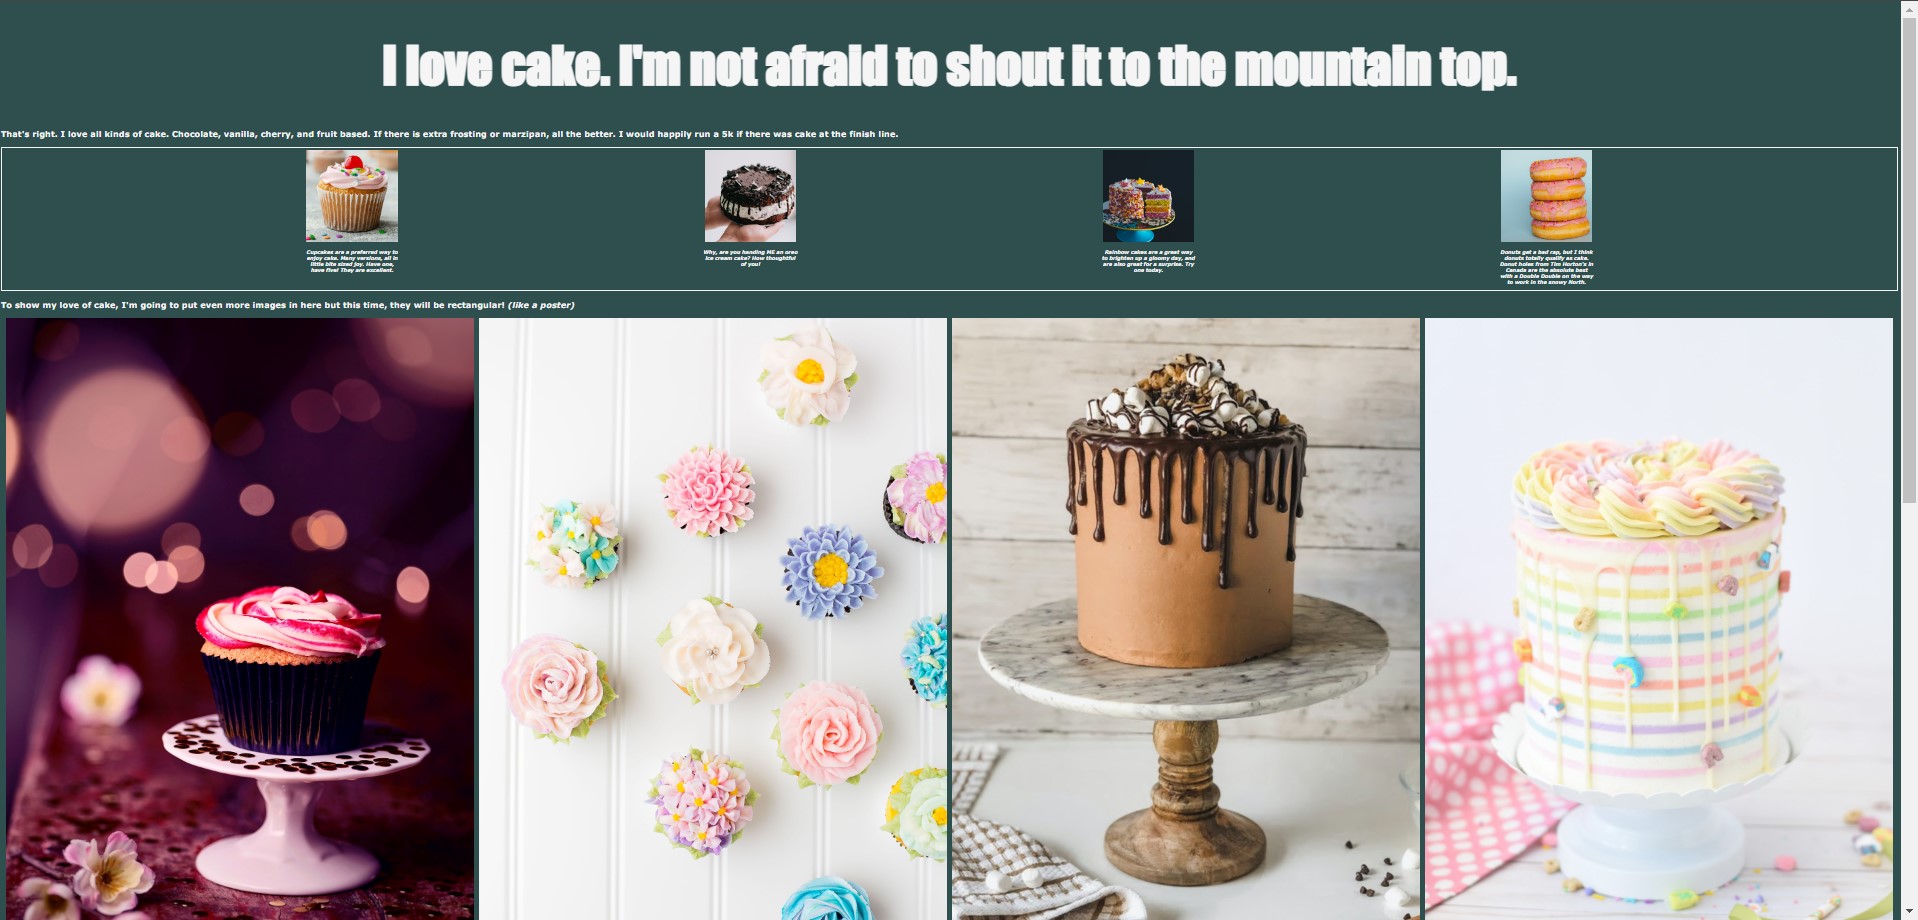 I love cake. I'm not afraid to shout it to the mountain top.
That's right. I love all kinds of cake. Chocolate, vanilla, cherry, and fruit based. If there is extra frosting or marzipan, all the better. I would happily run a 5k if there was cake at the finish line.
Cupcakes are a preferred way to
enjoy cake. Many versions, all in
little bite sized joy. Have one,
have five! They are excellent.
Why, are you handing ME an oreo
ice cream cake? How thoughtful
of you!
Rainbow cakes are a great way
to brighten up a gloomy day, and
are also great for a surprise. Try
one today.
Donuts get a bad rap, but I think
donuts totally qualify as cake.
Donut holes from Tim Horton's in
Canada are the absolute best
with a Double Double on the way
to work in the snowy North.
To show my love of cake, I'm going to put even more images in here but this time, they will be rectangular! (like a poster)